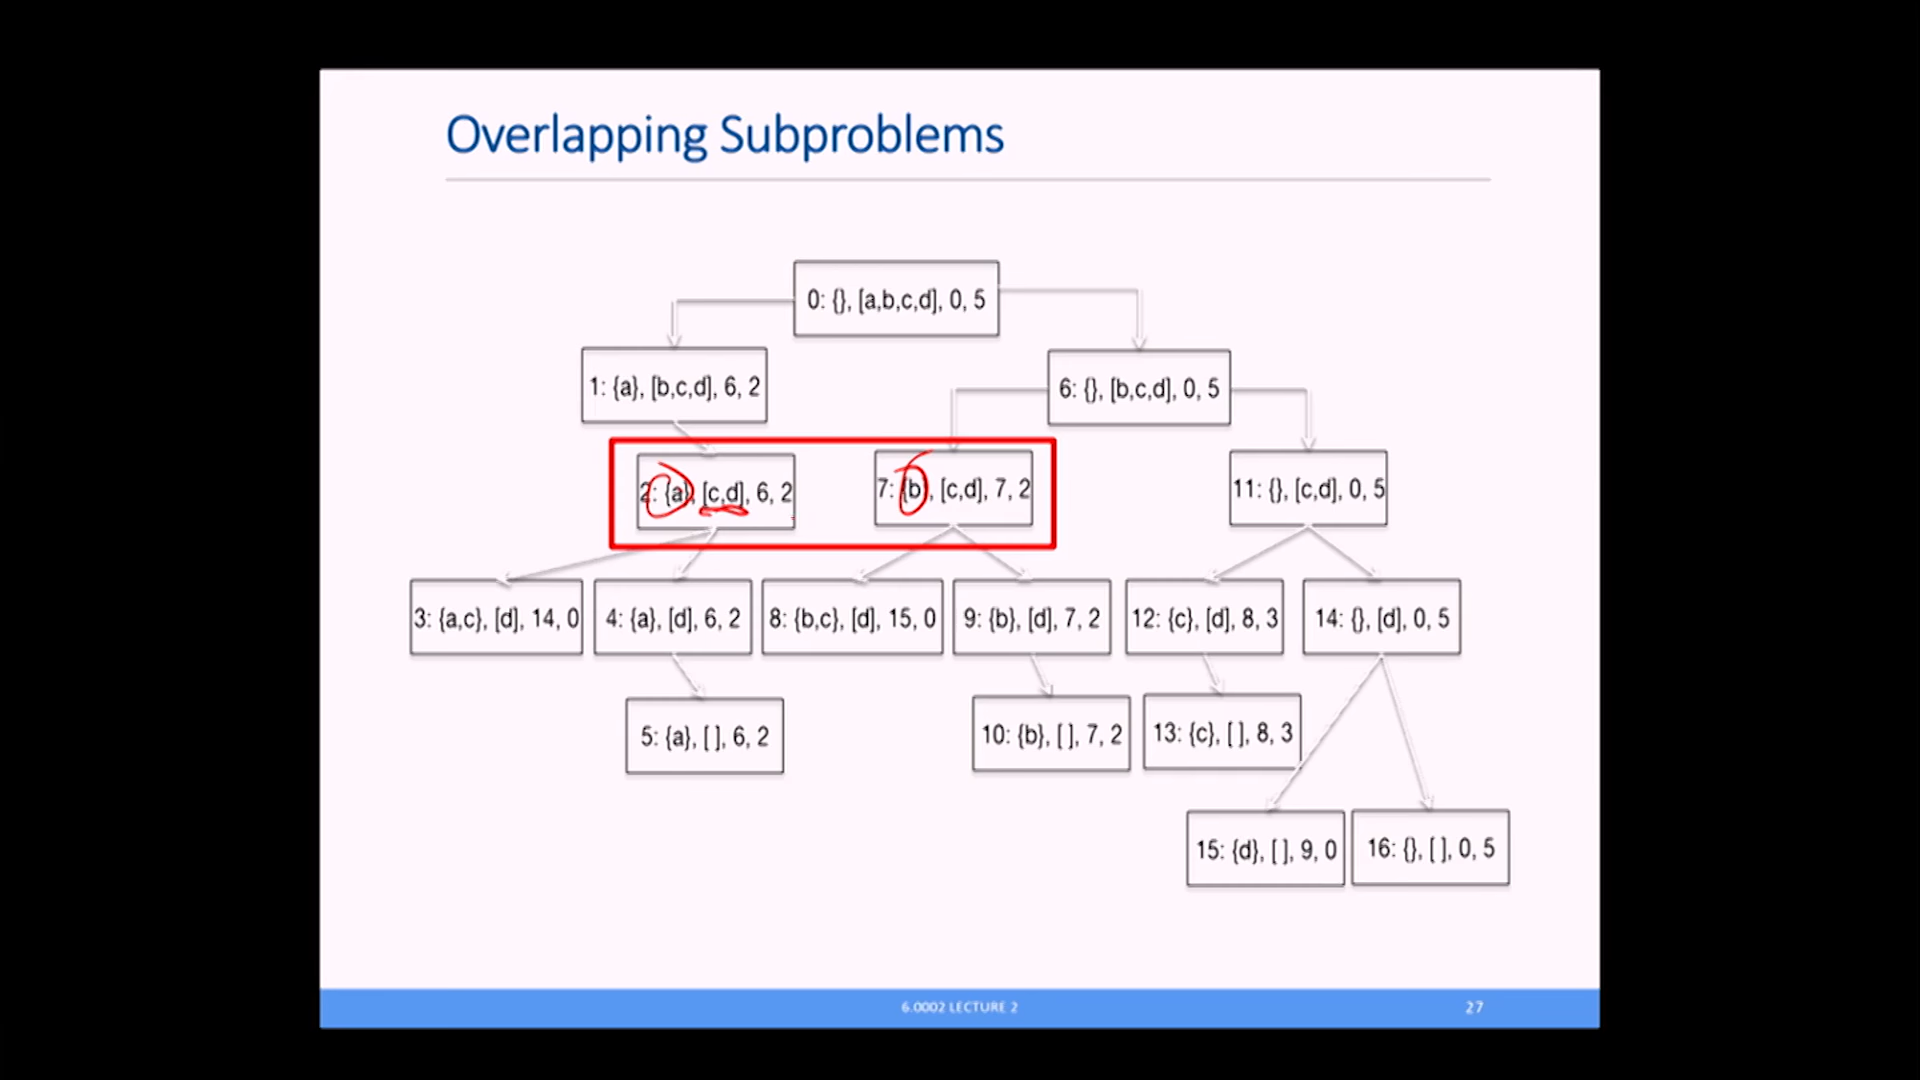 Overlapping Subproblems
0: {}, [a,b,c,d], 0, 5
1: {a}, [b,c,d], 6, 2
6: {}, [b,c,d], 0, 5
2: {a}, [c,d], 6, 2
7: {b}, [c,d], 7, 2
11: {}, [c,d], 0, 5
3: {a,c}, [d], 14, 0
4: {a}, [d], 6, 2
8: {b,c}, [d], 15, 0
9: {b}, [d], 7, 2
12: {c}, [d], 8, 3
14: {}, [d], 0, 5
5: {a}, [ ], 6, 2
10: {b}, [ ], 7, 2
13: {c}, [ ], 8, 3
15: {d}, [ ], 9, 0
16: {}, [ ], 0, 5
6.0002 LECTURE 2
27